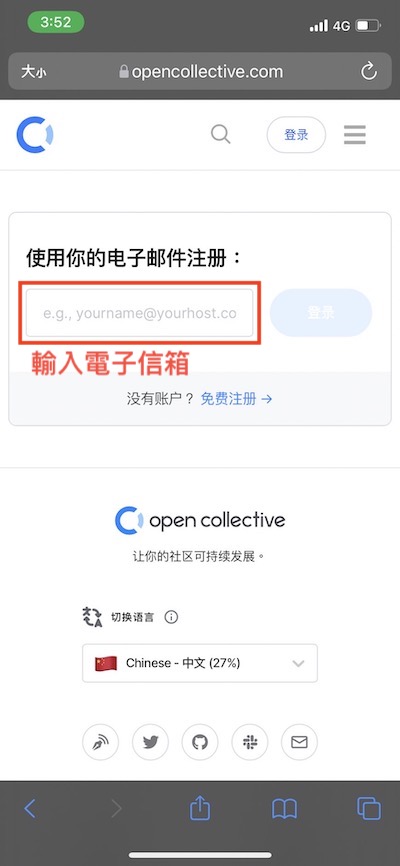 3:52
4G
大小
opencollective.com
登录
使用你的电子邮件注册：
e.g., yourname@yourhost.co
登录
輸入電子信箱
没有账户？ 免费注册 →
open collective
让你的社区可持续发展。
切换语言
Chinese - 中文 (27%)